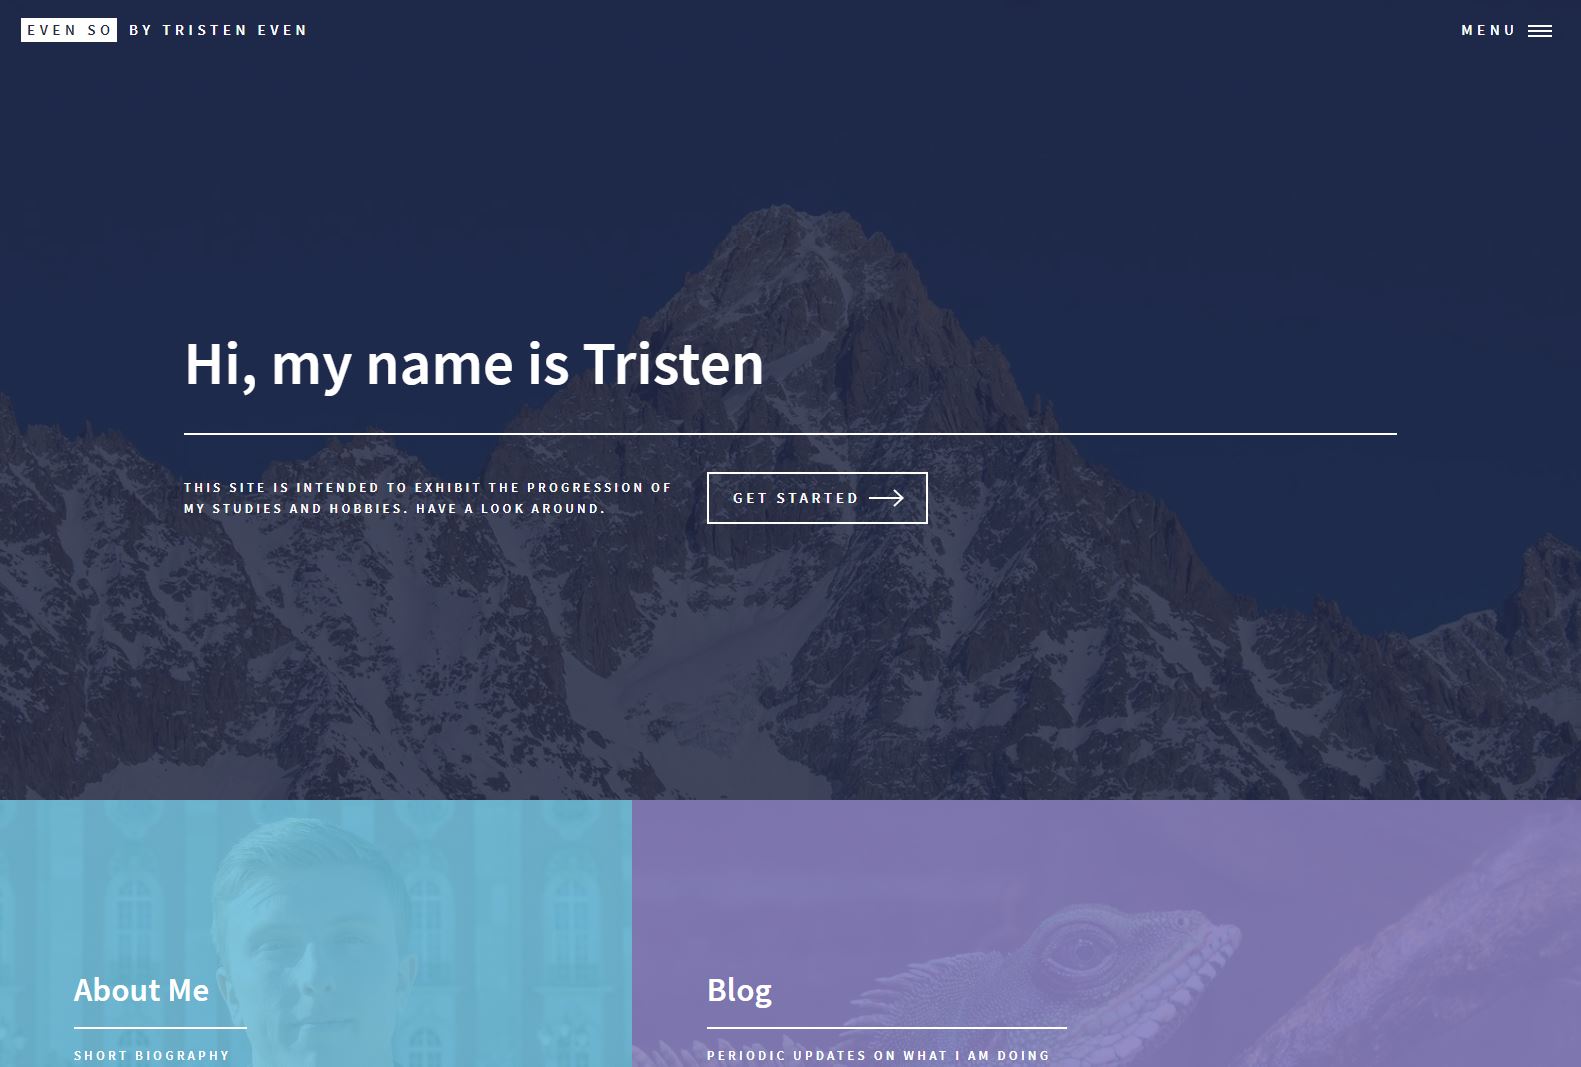 EVEN SO BY TRISTEN EVEN
MENU
Hi, my name is Tristen
THIS SITE IS INTENDED TO EXHIBIT THE PROGRESSION OF
MY STUDIES AND HOBBIES. HAVE A LOOK AROUND.
GET STARTED
About Me
SHORT BIOGRAPHY
Blog
PERIODIC UPDATES ON WHAT I AM DOING